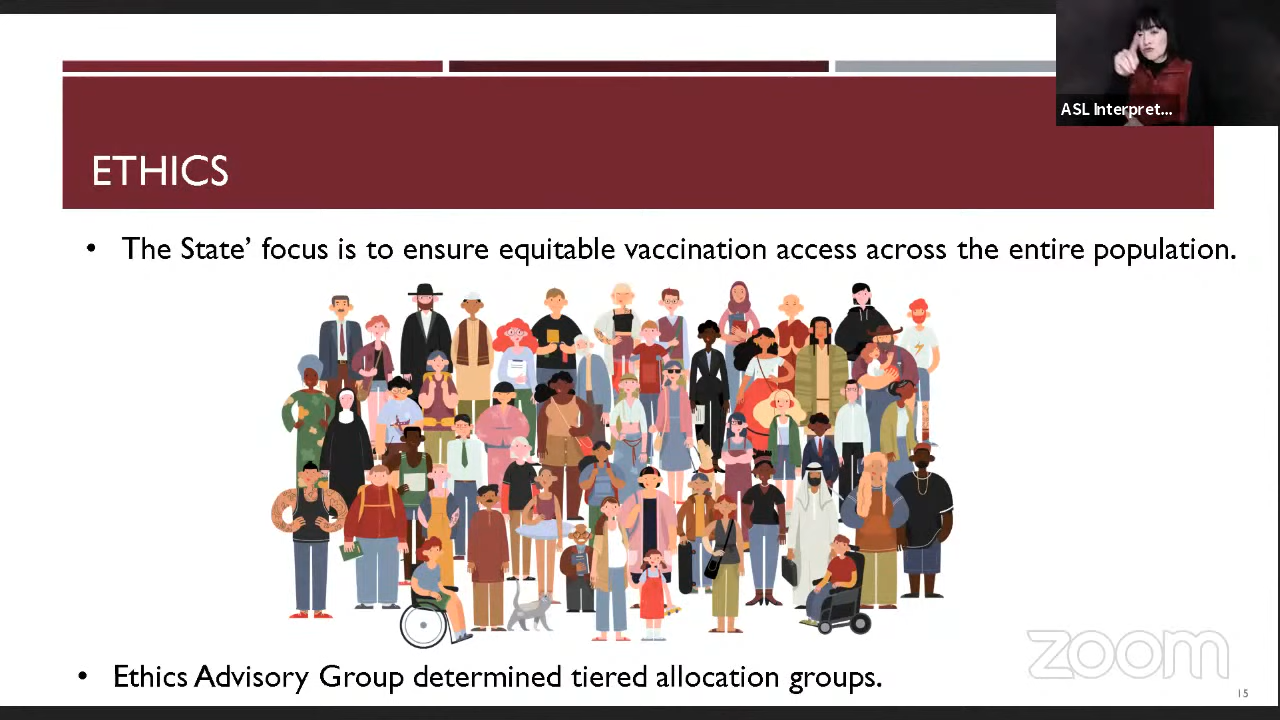 ASL Interpret...
ETHICS
• The State’ focus is to ensure equitable vaccination access across the entire population.
• Ethics Advisory Group determined tiered allocation groups.
zoom
15